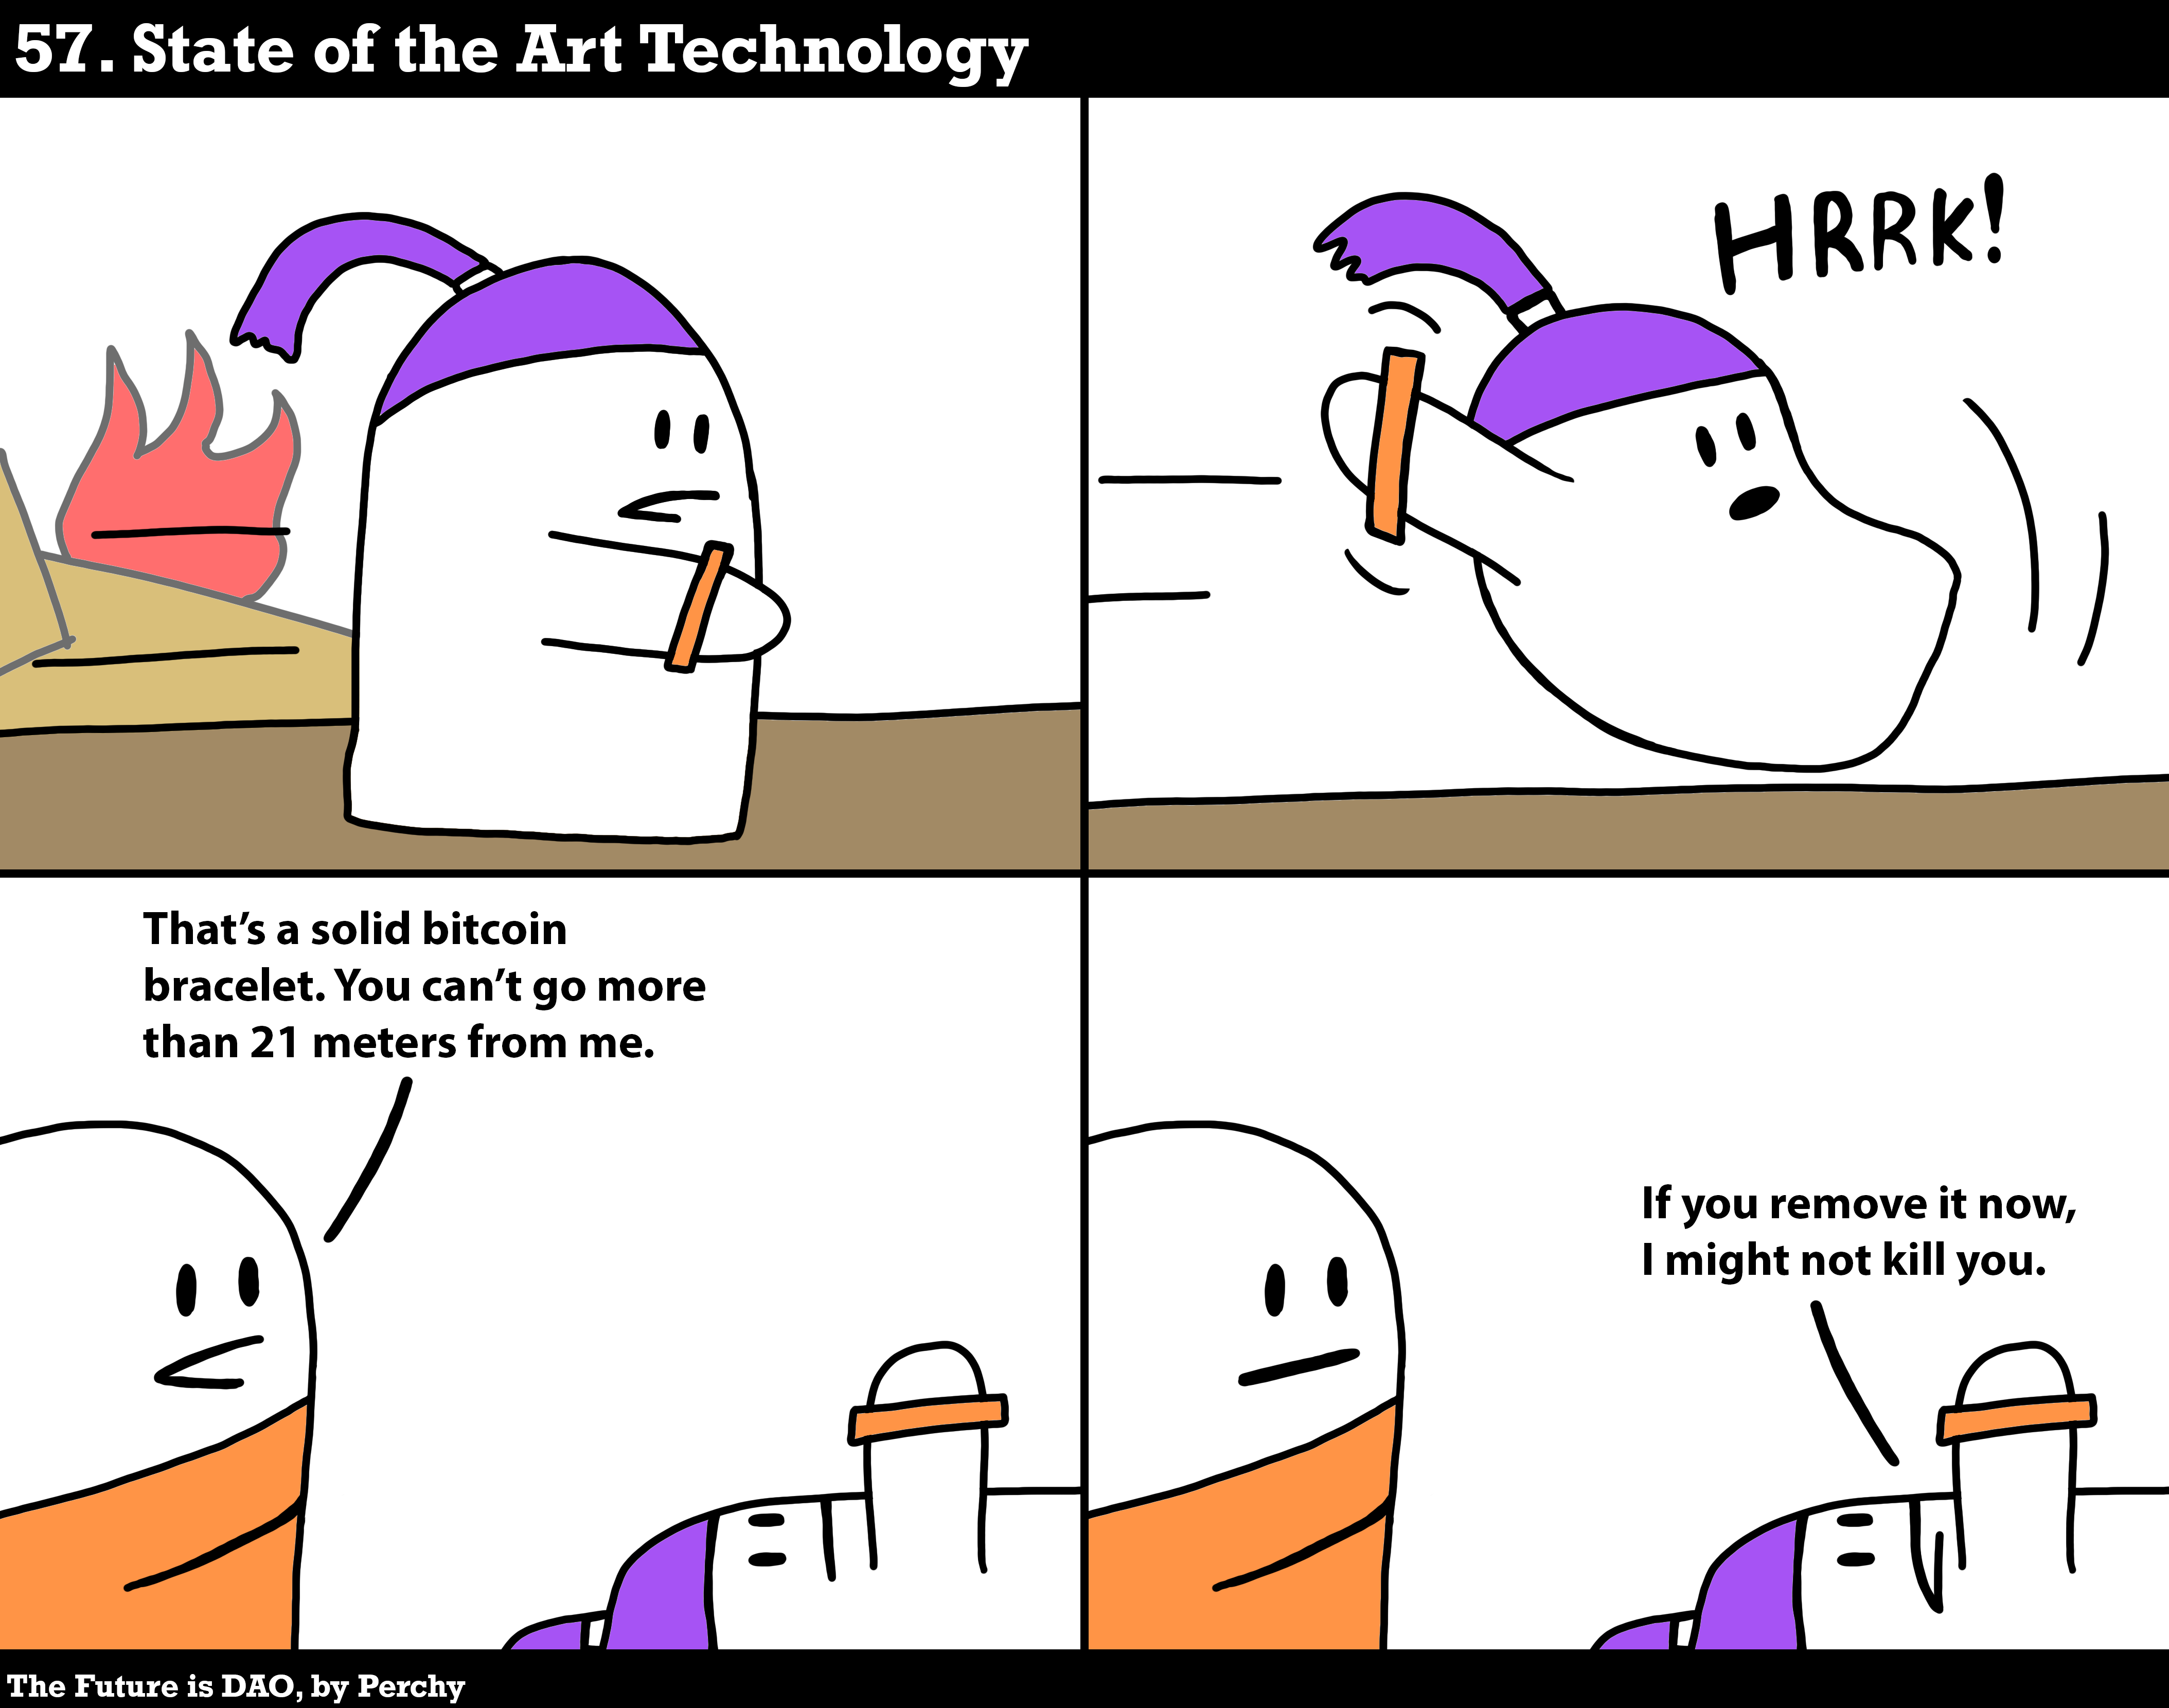 57. State of the Art Technology
HRRK!
That’s a solid bitcoin
bracelet. You can’t go more
than 21 meters from me.
If you remove it now,
I might not kill you.
The Future is DAO, by Perchy